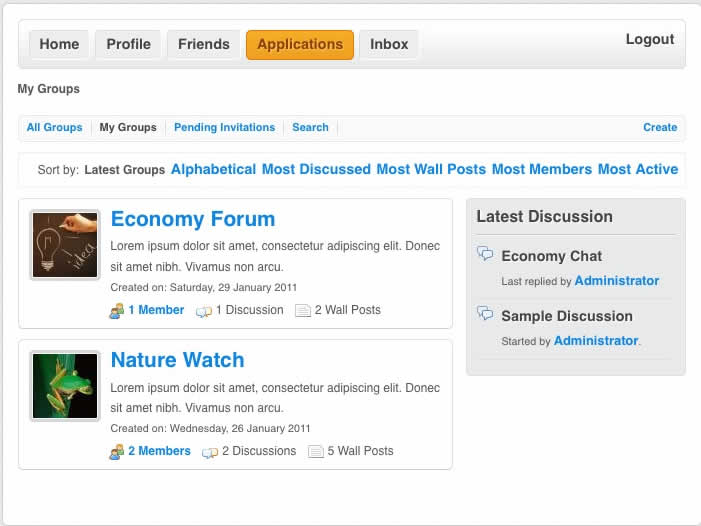 Home Profile Friends Applications Inbox Logout
My Groups
All Groups My Groups Pending Invitations Search Create
Sort by: Latest Groups Alphabetical Most Discussed Most Wall Posts Most Members Most Active
Economy Forum
Lorem ipsum dolor sit amet, consectetur adipiscing elit. Donec
sit amet nibh. Vivamus non arcu.
Created on: Saturday, 29 January 2011
1 Member 1 Discussion 2 Wall Posts
idea
Nature Watch
Lorem ipsum dolor sit amet, consectetur adipiscing elit. Donec
sit amet nibh. Vivamus non arcu.
Created on: Wednesday, 26 January 2011
2 Members 2 Discussions 5 Wall Posts
Latest Discussion
Economy Chat
Last replied by Administrator
Sample Discussion
Started by Administrator.